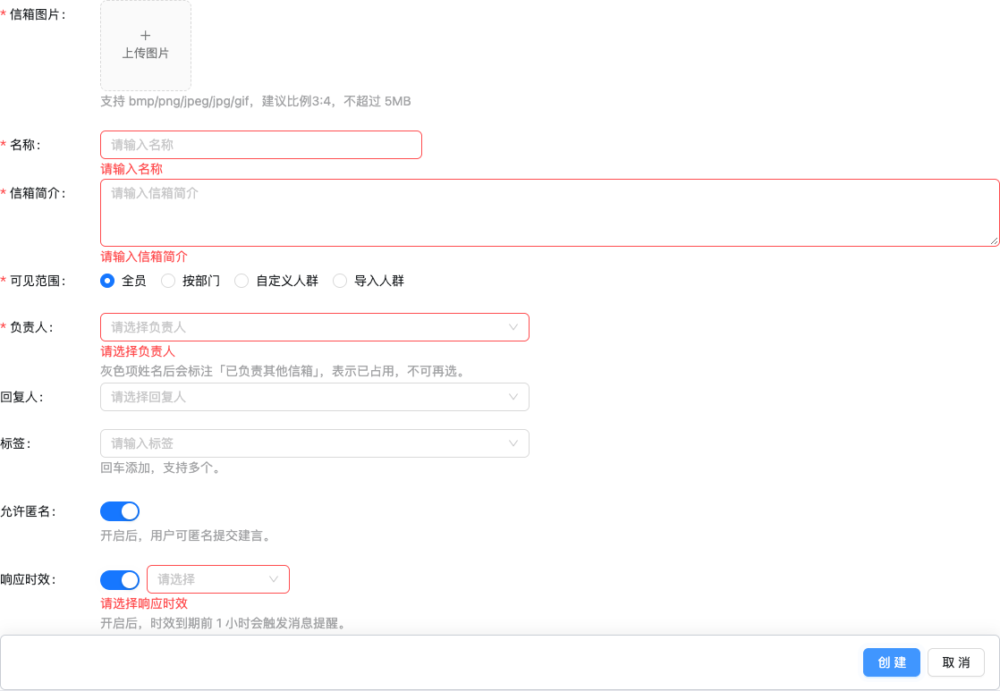 * 信箱图片:
+
上传图片
支持 bmp/png/jpeg/jpg/gif，建议比例3:4，不超过 5MB
* 名称: 请输入名称
请输入名称
* 信箱简介: 请输入信箱简介
请输入信箱简介
* 可见范围: 全员 按部门 自定义人群 导入人群
* 负责人: 请选择负责人
请选择负责人
灰色项姓名后会标注「已负责其他信箱」，表示已占用，不可再选。
回复人: 请选择回复人
标签: 请输入标签
回车添加，支持多个。
允许匿名:
开启后，用户可匿名提交建言。
响应时效: 请选择
请选择响应时效
开启后，时效到期前 1 小时会触发消息提醒。
创 建 取 消